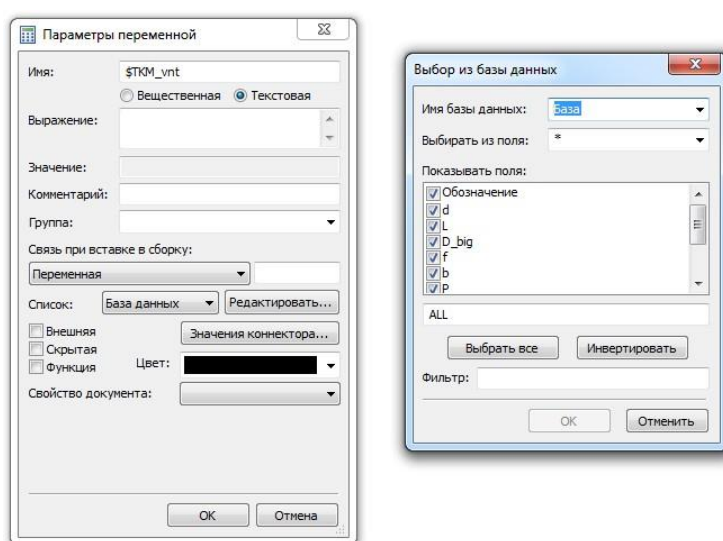 Параметры переменной
Имя: $TKM_vnt
Вещественная Текстовая
Выражение:
Значение:
Комментарий:
Группа:
Связь при вставке в сборку:
Переменная
Список: База данных Редактировать...
Внешняя Значения коннектора...
Скрытая
Функция Цвет:
Свойство документа:
OK Отмена
Выбор из базы данных
Имя базы данных: База
Выбирать из поля: *
Показывать поля:
Обозначение
d
L
D_big
f
b
P
ALL
Выбрать все Инвертировать
Фильтр:
OK Отменить